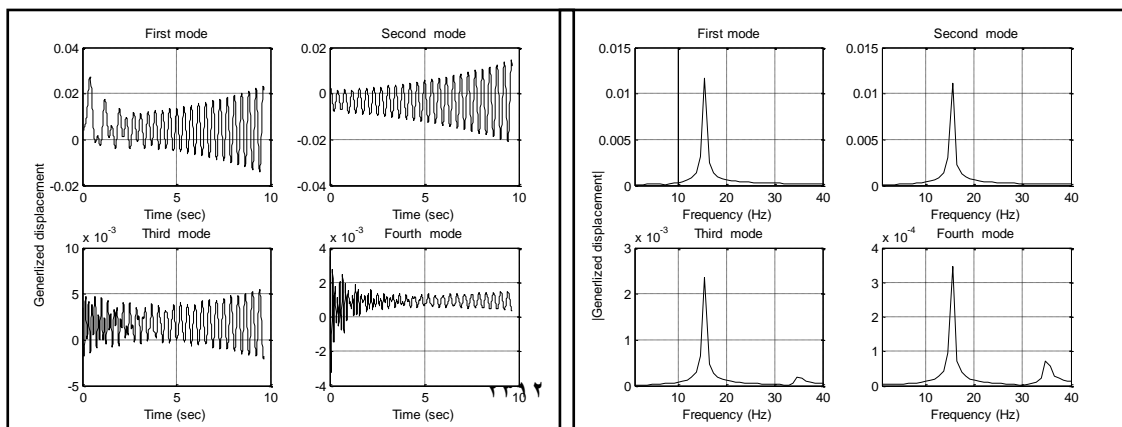 First mode
Second mode
0.04
0.02
0
-0.02
0 5 10
Time (sec)
0.02
0
-0.02
-0.04
0 5 10
Time (sec)
Generlized displacement
x 10⁻³
Third mode
x 10⁻³
Fourth mode
10
5
0
-5
0 5 10
Time (sec)
4
2
0
-2
-4
0 5 10
Time (sec)
First mode
Second mode
0.015
0.01
0.005
0
10 20 30 40
Frequency (Hz)
0.015
0.01
0.005
0
10 20 30 40
Frequency (Hz)
|Generlized displacement|
x 10⁻³
Third mode
x 10⁻⁴
Fourth mode
3
2
1
0
10 20 30 40
Frequency (Hz)
4
3
2
1
0
10 20 30 40
Frequency (Hz)